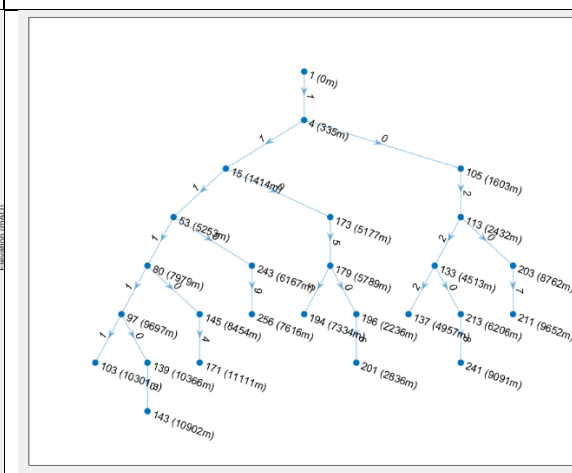 1 (0m)
1
4 (335m)
1
0
15 (1414m)
105 (1603m)
1
0
2
53 (5253m)
173 (5177m)
113 (2432m)
1
0
5
2
0
80 (7979m)
243 (6167m)
179 (5789m)
133 (4513m)
203 (8762m)
1
0
9
0
2
0
7
97 (9697m)
145 (8454m)
256 (7616m)
194 (7334m)
196 (2236m)
137 (4957m)
213 (6206m)
211 (9652m)
1
0
4
103 (10301m)
139 (10366m)
171 (11111m)
201 (2836m)
241 (9091m)
143 (10902m)